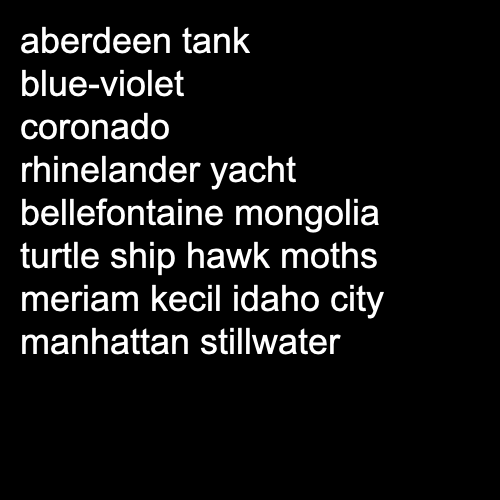 aberdeen tank
blue-violet
coronado
rhinelander yacht
bellefontaine mongolia
turtle ship hawk moths
meriam kecil idaho city
manhattan stillwater